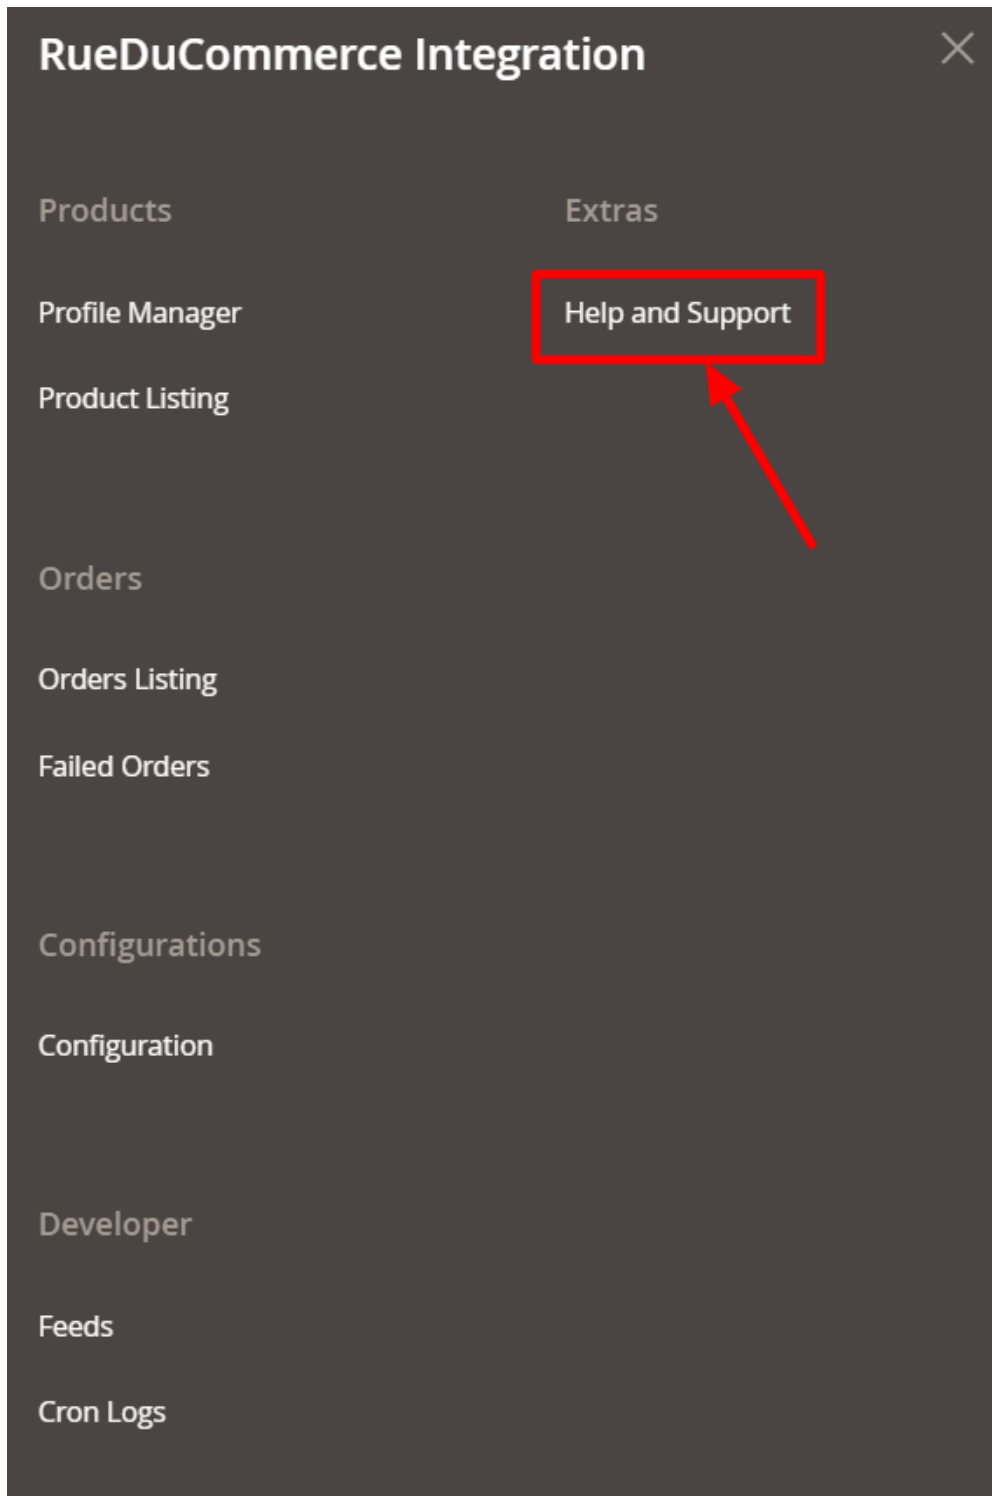 RueDuCommerce Integration
Products
Profile Manager
Product Listing
Orders
Orders Listing
Failed Orders
Configurations
Configuration
Developer
Feeds
Cron Logs
Extras
Help and Support